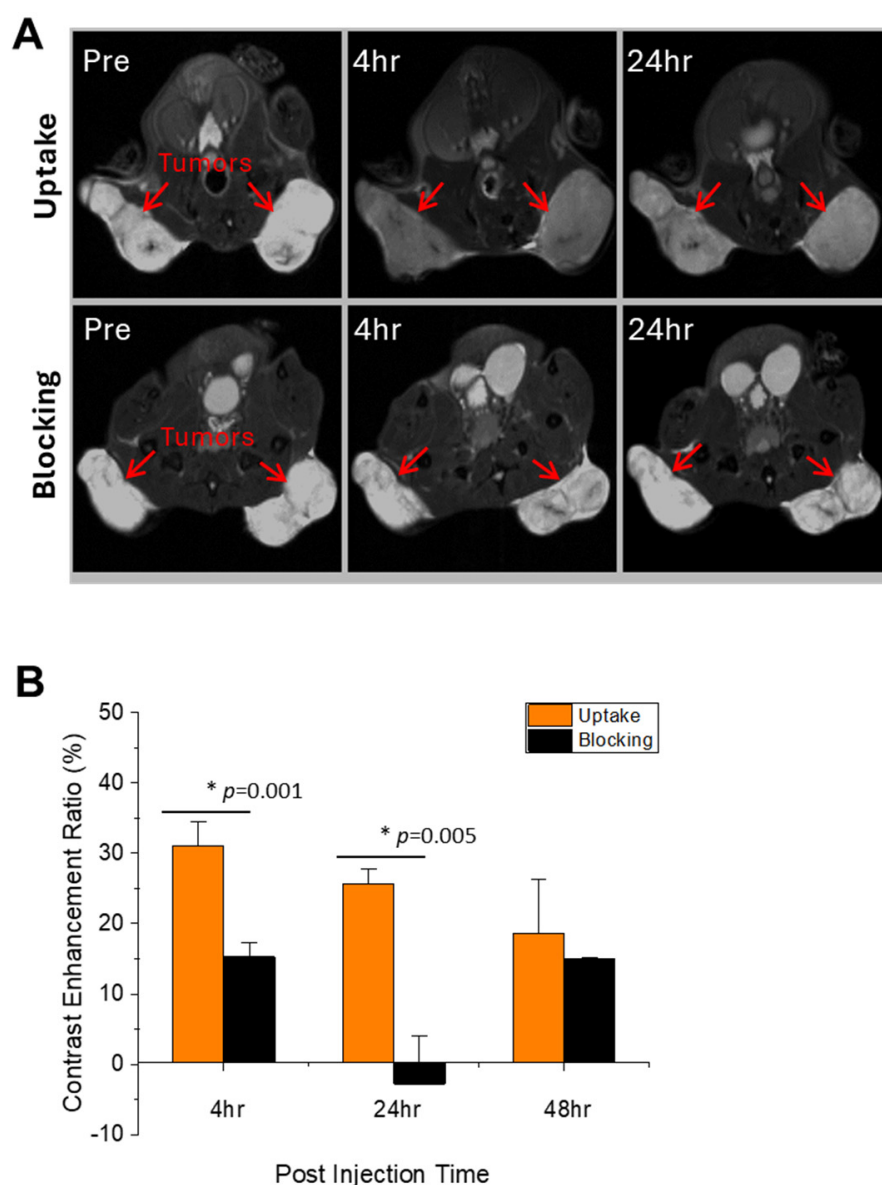 A
Uptake
Pre
Tumors
4hr
24hr
Blocking
Pre
Tumors
4hr
24hr
B
Contrast Enhancement Ratio (%)
50
40
30
20
10
0
-10
Uptake
Blocking
* p=0.001
* p=0.005
4hr
24hr
48hr
Post Injection Time